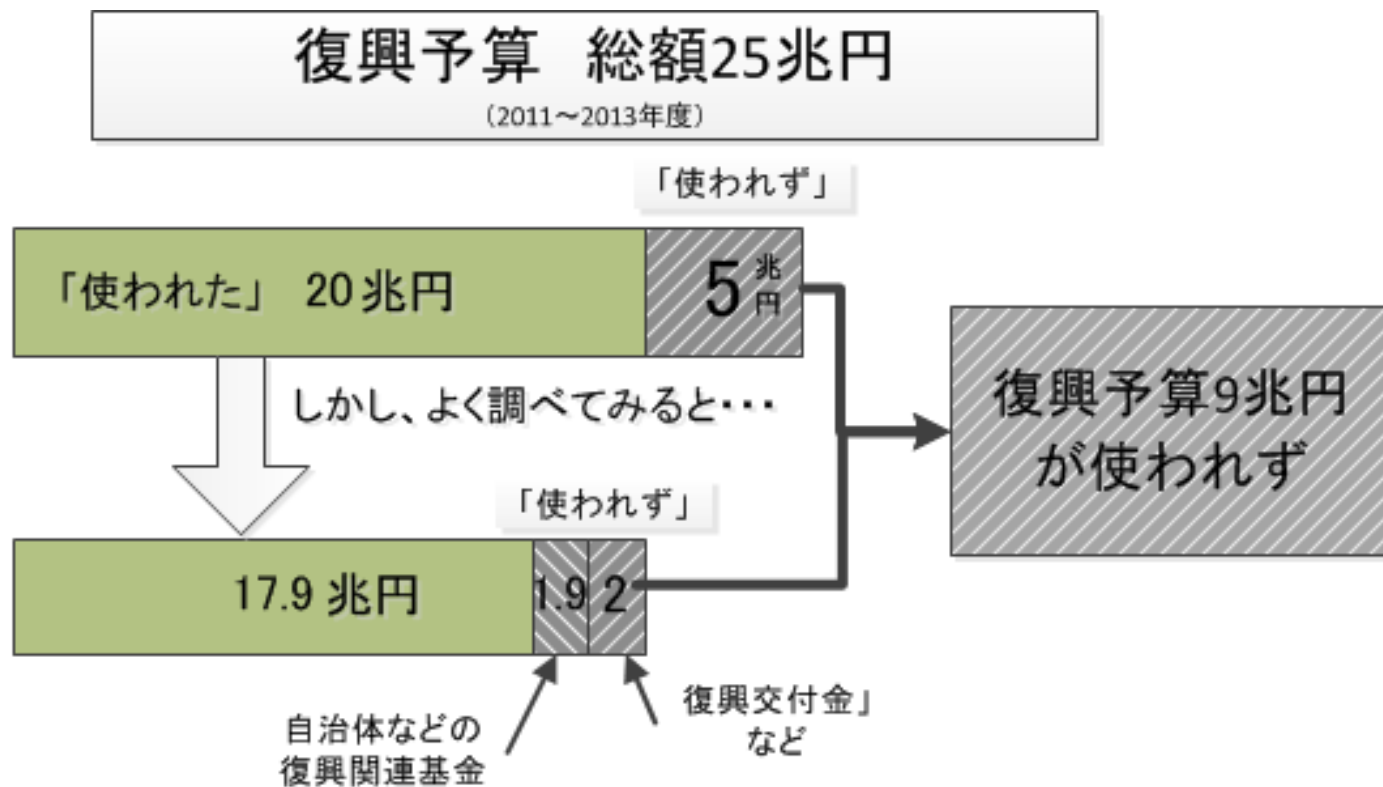 復興予算 総額25兆円
(2011～2013年度)
「使われず」
「使われた」 20兆円
5兆円
しかし、よく調べてみると・・・
復興予算9兆円
が使われず
「使われず」
17.9 兆円
1.9
2
自治体などの
復興関連基金
復興交付金」
など